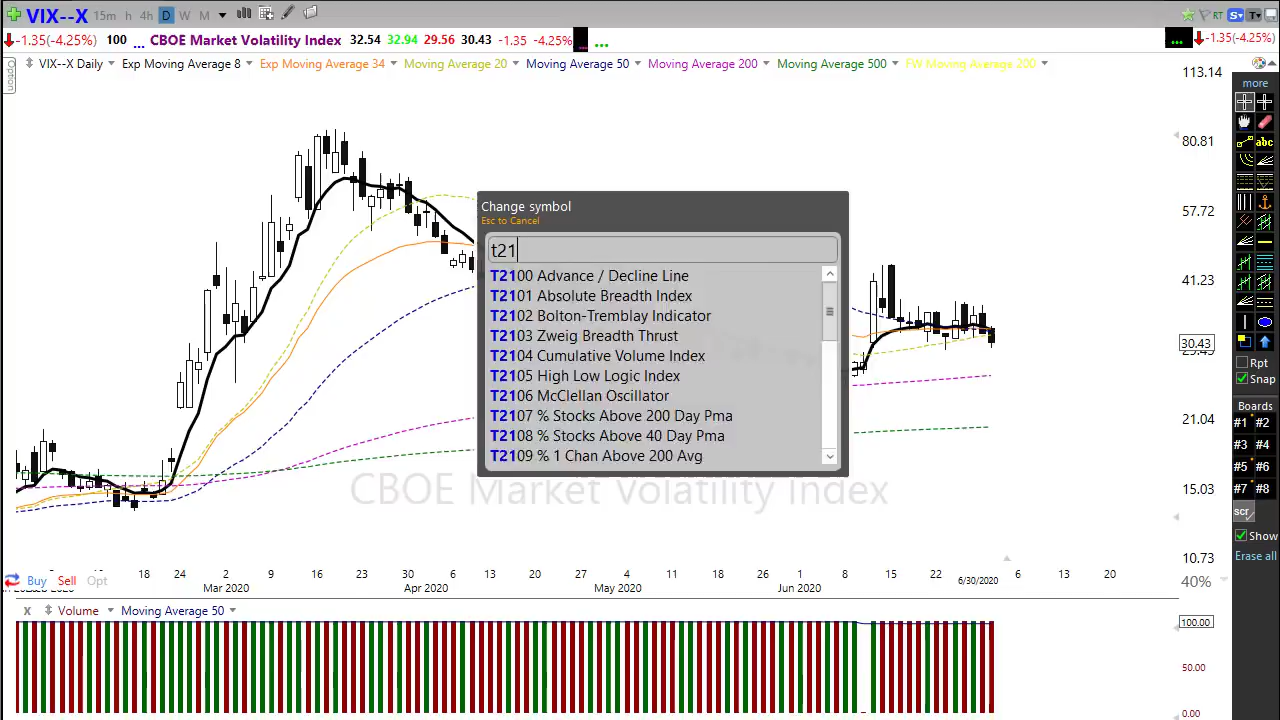 VIX--X 15m 1h 4h D W M RT S T
-1.35(-4.25%) 100 ... CBOE Market Volatility Index 32.54 32.94 29.56 30.43 -1.35 -4.25% ... ... -1.35(-4.25%)
Option
VIX--X Daily Exp Moving Average 8 Exp Moving Average 34 Moving Average 20 Moving Average 50 Moving Average 200 Moving Average 500 FW Moving Average 200
113.14
80.81
57.72
41.23
30.43
21.04
15.03
10.73
more
abc
Rpt
Snap
Boards
#1 #2
#3 #4
#5 #6
#7 #8
scr
Show
Erase all
Change symbol
Esc to Cancel
t21
T2100 Advance / Decline Line
T2101 Absolute Breadth Index
T2102 Bolton-Tremblay Indicator
T2103 Zweig Breadth Thrust
T2104 Cumulative Volume Index
T2105 High Low Logic Index
T2106 McClellan Oscillator
T2107 % Stocks Above 200 Day Pma
T2108 % Stocks Above 40 Day Pma
T2109 % 1 Chan Above 200 Avg
CBOE Market Volatility Index
Buy Sell Opt
18 24 2 9 16 23 30 6 13 20 27 4 11 18 26 1 8 15 22 6/30/2020 6 13 20
Mar 2020 Apr 2020 May 2020 Jun 2020
40%
X Volume Moving Average 50
100.00
50.00
0.00